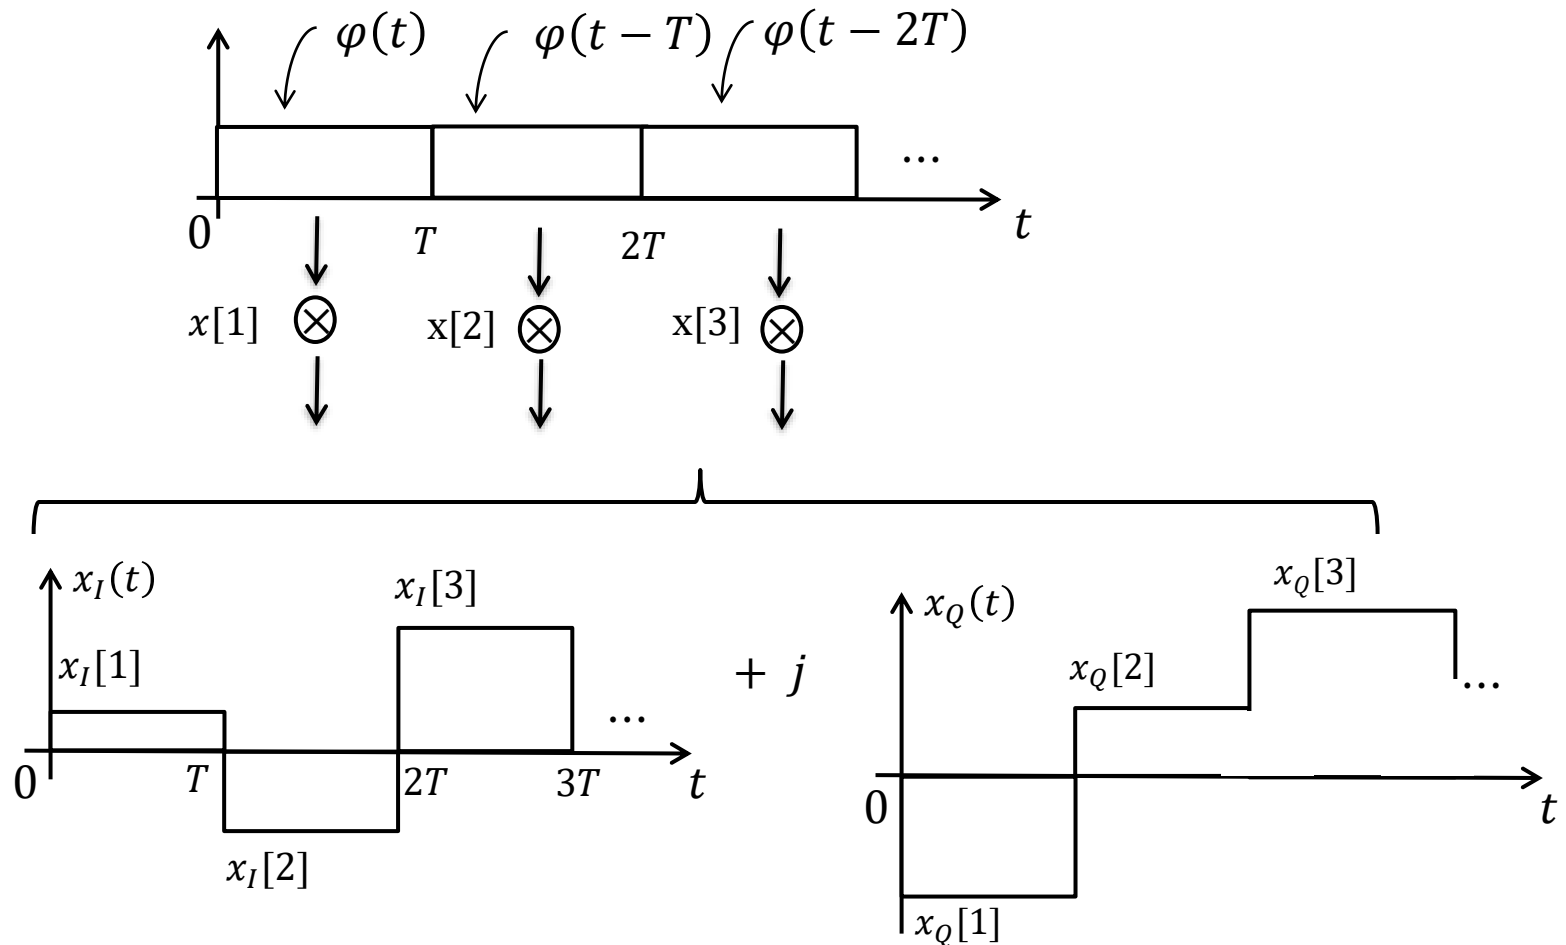 φ(t) φ(t − T) φ(t − 2T)
...
0 T 2T t
x[1] x[2] x[3]
x_I(t) x_I[3] x_Q(t) x_Q[3]
x_I[1] + j x_Q[2]
... ...
0 T 2T 3T t 0 t
x_I[2] x_Q[1]